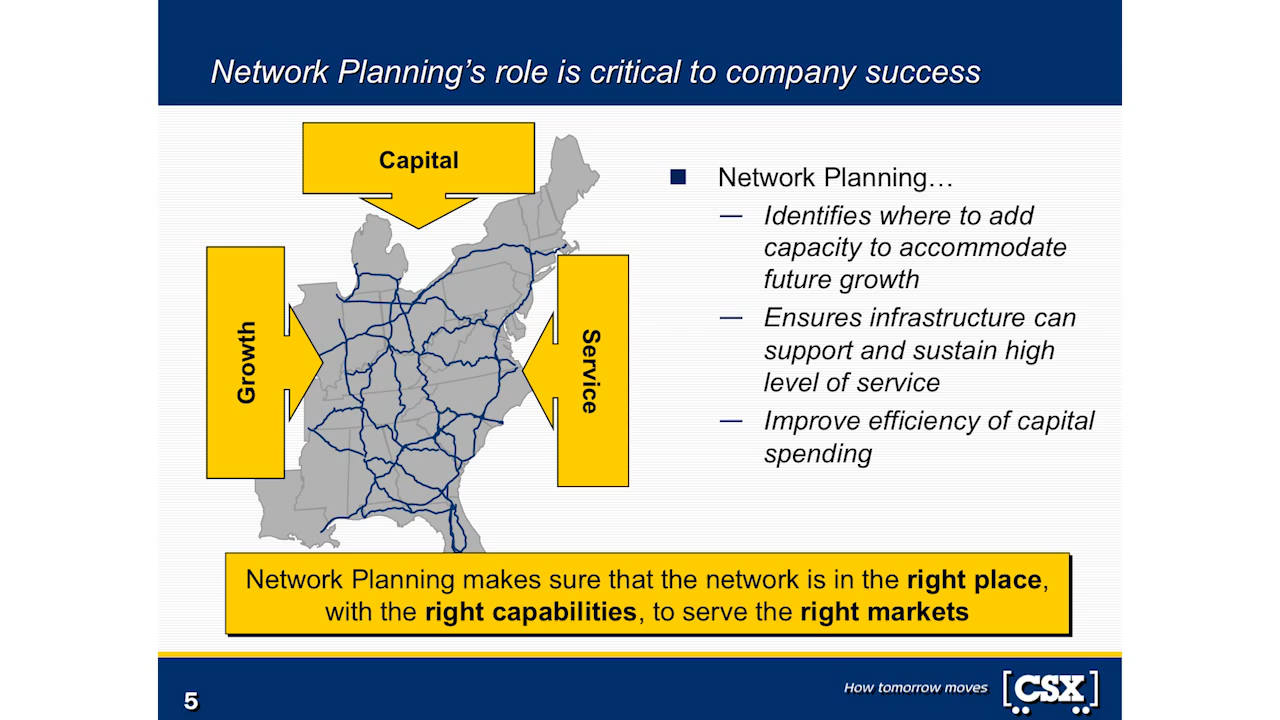 Network Planning’s role is critical to company success
Capital
Growth
Service
■ Network Planning…
— Identifies where to add
capacity to accommodate
future growth
— Ensures infrastructure can
support and sustain high
level of service
— Improve efficiency of capital
spending
Network Planning makes sure that the network is in the right place,
with the right capabilities, to serve the right markets
5
How tomorrow moves
[CSX]